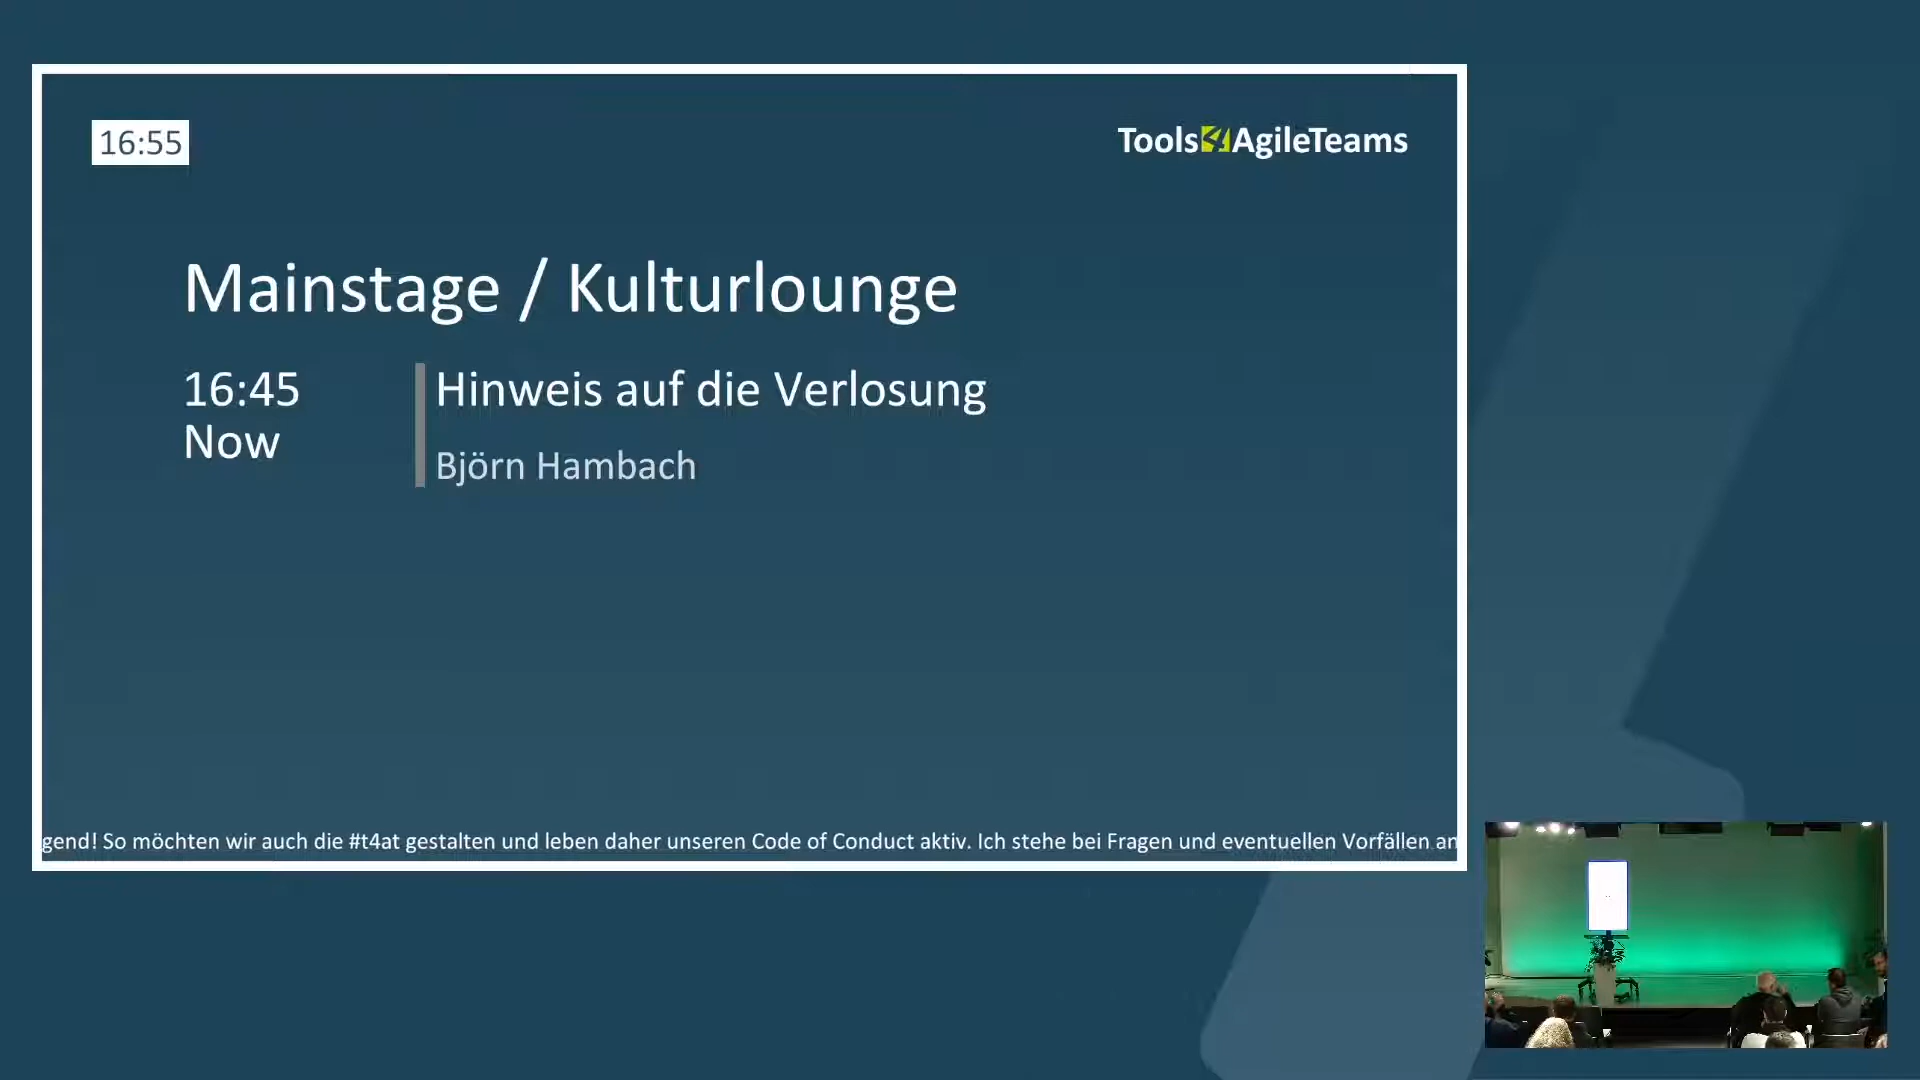 16:55
Tools4AgileTeams
Mainstage / Kulturlounge
16:45
Now
Hinweis auf die Verlosung
Björn Hambach
gend! So möchten wir auch die #t4at gestalten und leben daher unseren Code of Conduct aktiv. Ich stehe bei Fragen und eventuellen Vorfällen an